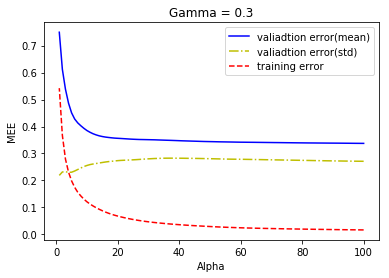 Gamma = 0.3
valiadtion error(mean)
valiadtion error(std)
training error
MEE
0.7
0.6
0.5
0.4
0.3
0.2
0.1
0.0
0 20 40 60 80 100
Alpha